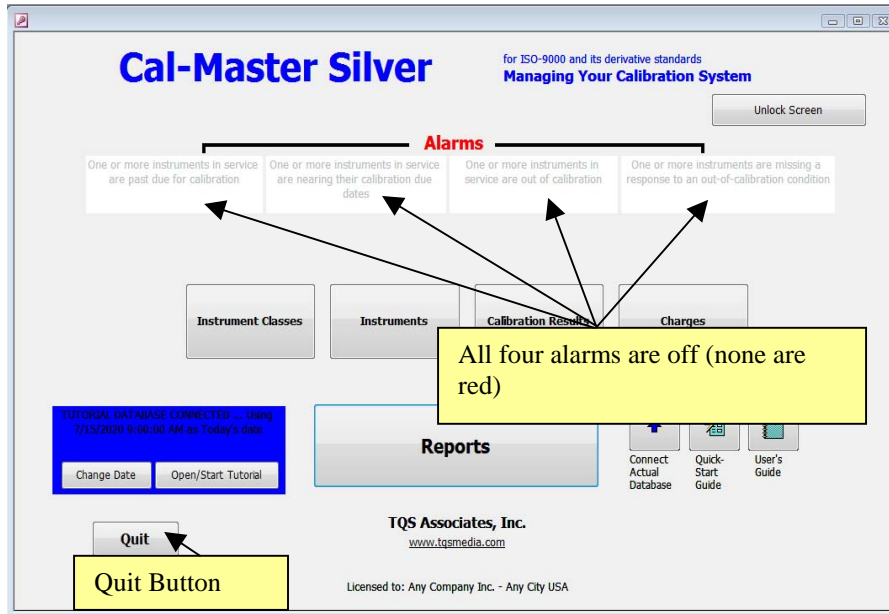 Cal-Master Silver
for ISO-9000 and its derivative standards
Managing Your Calibration System
Unlock Screen
Alarms
One or more instruments in service
are past due for calibration
One or more instruments in service
are nearing their calibration due
dates
One or more instruments in
service are out of calibration
One or more instruments are missing a
response to an out-of-calibration condition
Instrument Classes
Instruments
Calibration Results
Charges
All four alarms are off (none are
red)
TUTORIAL DATABASE CONNECTED ... Using
7/15/2020 9:00:00 AM as Today's date
Change Date
Open/Start Tutorial
Reports
Connect
Actual
Database
Quick-
Start
Guide
User's
Guide
Quit
Quit Button
TQS Associates, Inc.
www.tqsmedia.com
Licensed to: Any Company Inc. - Any City USA